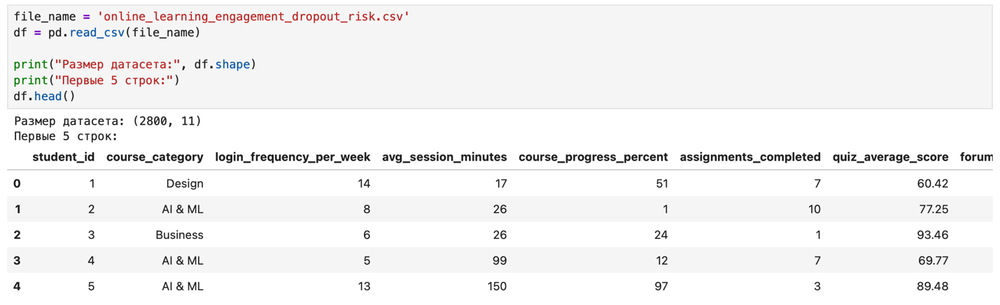 file_name = 'online_learning_engagement_dropout_risk.csv'
df = pd.read_csv(file_name)
print("Размер датасета:", df.shape)
print("Первые 5 строк:")
df.head()
Размер датасета: (2800, 11)
Первые 5 строк:
student_id course_category login_frequency_per_week avg_session_minutes course_progress_percent assignments_completed quiz_average_score forum
0 1 Design 14 17 51 7 60.42
1 2 AI & ML 8 26 1 10 77.25
2 3 Business 6 26 24 1 93.46
3 4 AI & ML 5 99 12 7 69.77
4 5 AI & ML 13 150 97 3 89.48